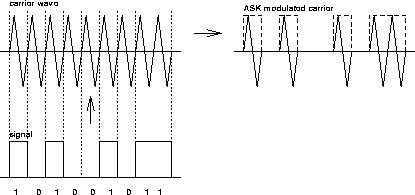 carrier wave
ASK modulated carrier
signal
1 0 1 0 0 1 0 1 1